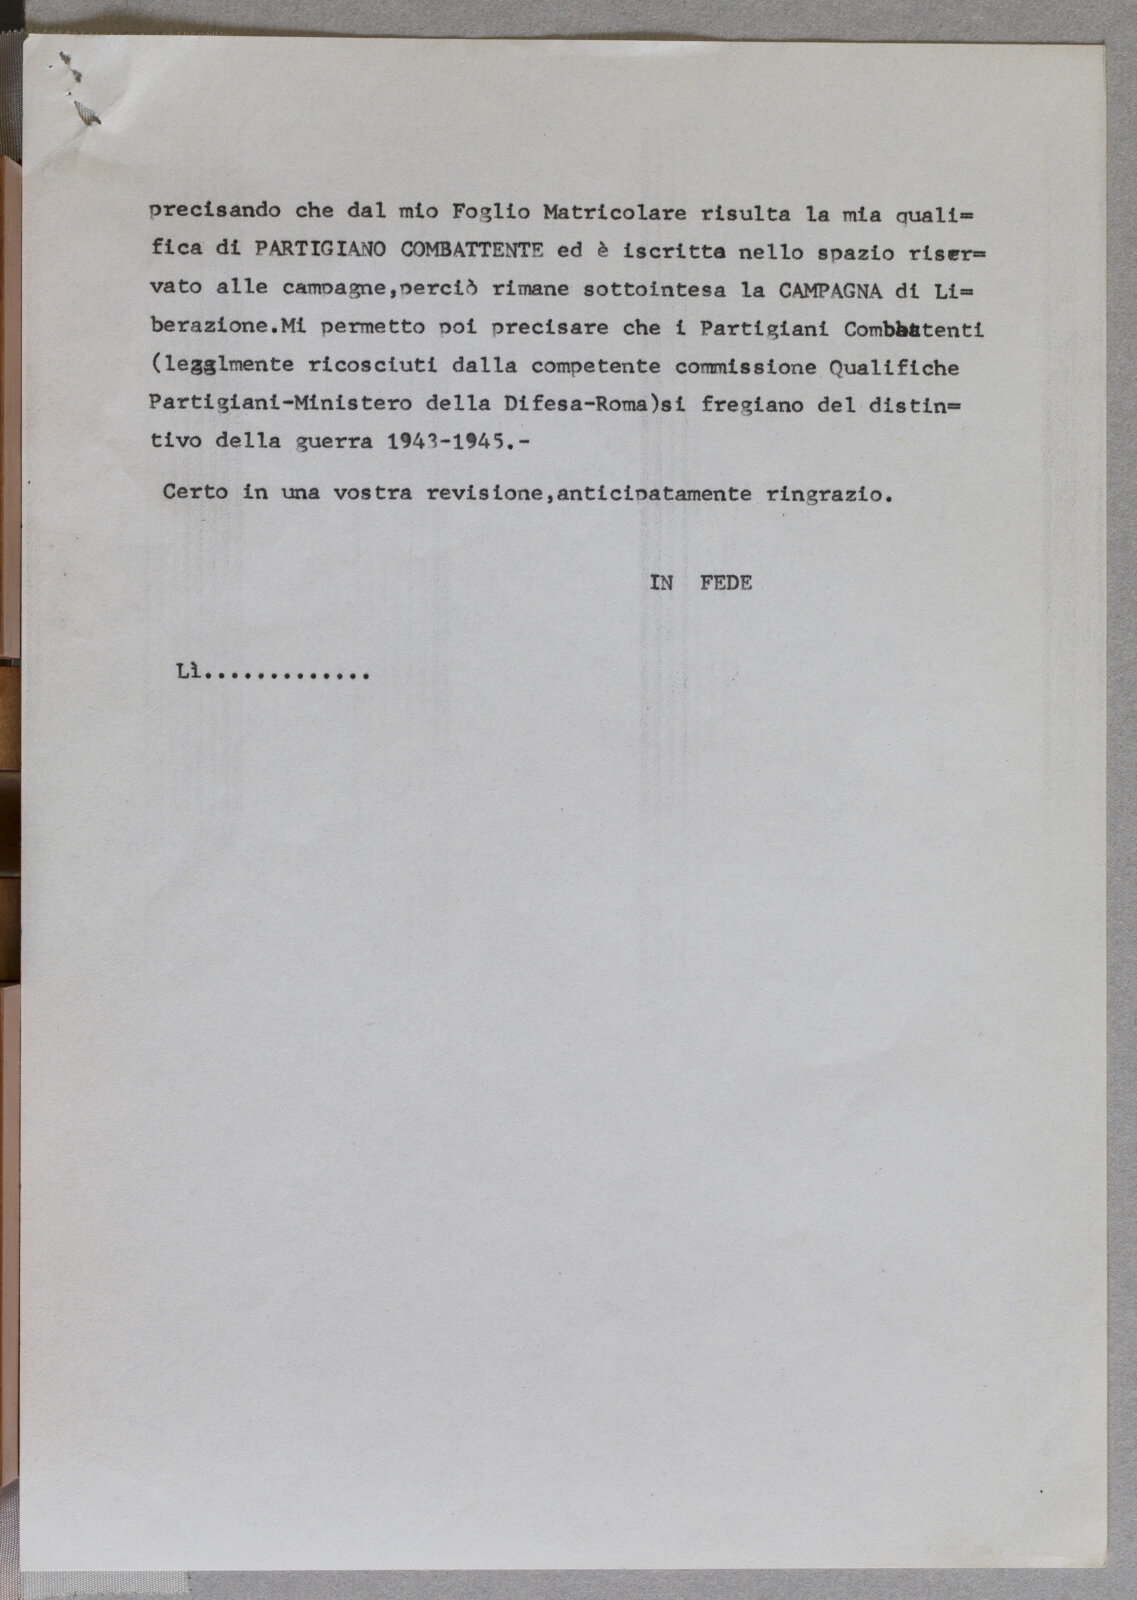 precisando che dal mio Foglio Matricolare risulta la mia quali=
fica di PARTIGIANO COMBATTENTE ed è iscritta nello spazio riser=
vato alle campagne,perciò rimane sottointesa la CAMPAGNA di Li=
berazione.Mi permetto poi precisare che i Partigiani Combattenti
(legglmente ricosciuti dalla competente commissione Qualifiche
Partigiani-Ministero della Difesa-Roma)si fregiano del distin=
tivo della guerra 1943-1945.-
Certo in una vostra revisione,anticipatamente ringrazio.
IN FEDE
Lì.............